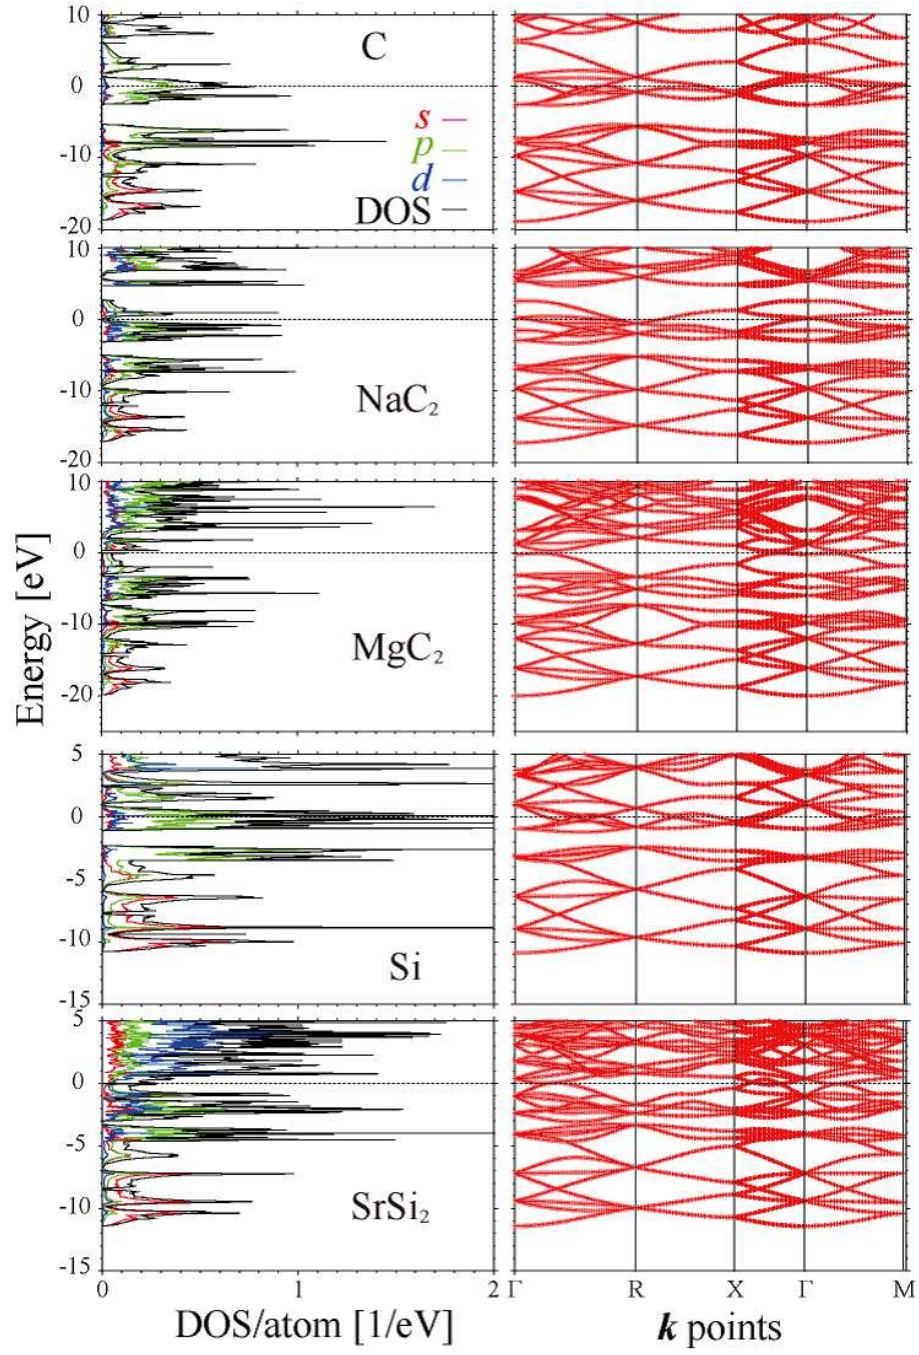 10
0
-10
-20
C
s
p
d
DOS
10
0
-10
-20
NaC₂
10
0
-10
-20
MgC₂
Energy [eV]
5
0
-5
-10
-15
Si
5
0
-5
-10
-15
SrSi₂
0 1 2 Γ R X Γ M
DOS/atom [1/eV] k points